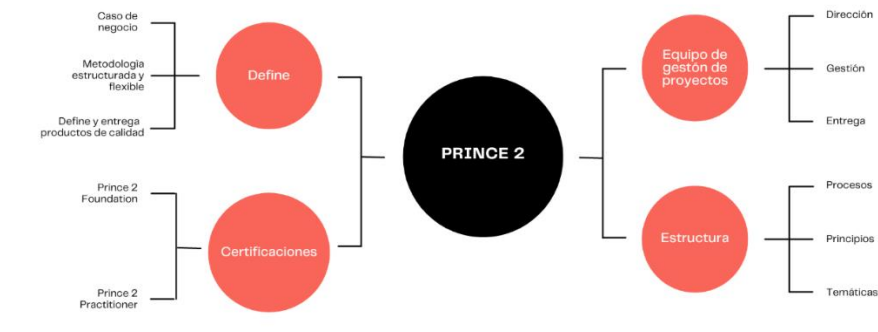 Caso de
negocio
Metodologìa
estructurada y
flexible
Define y entrega
productos de calidad
Define
Prince 2
Foundation
Prince 2
Practitioner
Certificaciones
PRINCE 2
Equipo de
gestón de
proyectos
Dirección
Gestión
Entrega
Estructura
Procesos
Principios
Temáticas